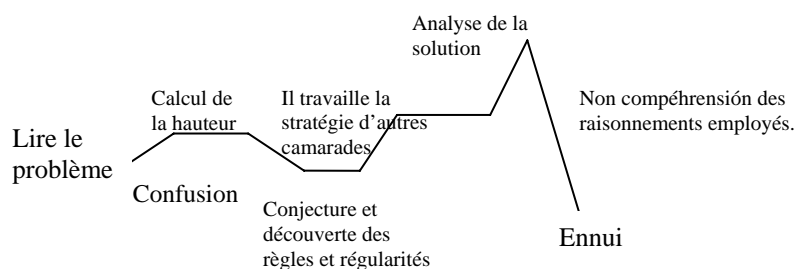 Lire le
problème
Confusion
Calcul de
la hauteur
Conjecture et
découverte des
règles et régularités
Il travaille la
stratégie d'autres
camarades
Analyse de la
solution
Ennui
Non compéhrensión des
raisonnements employés.